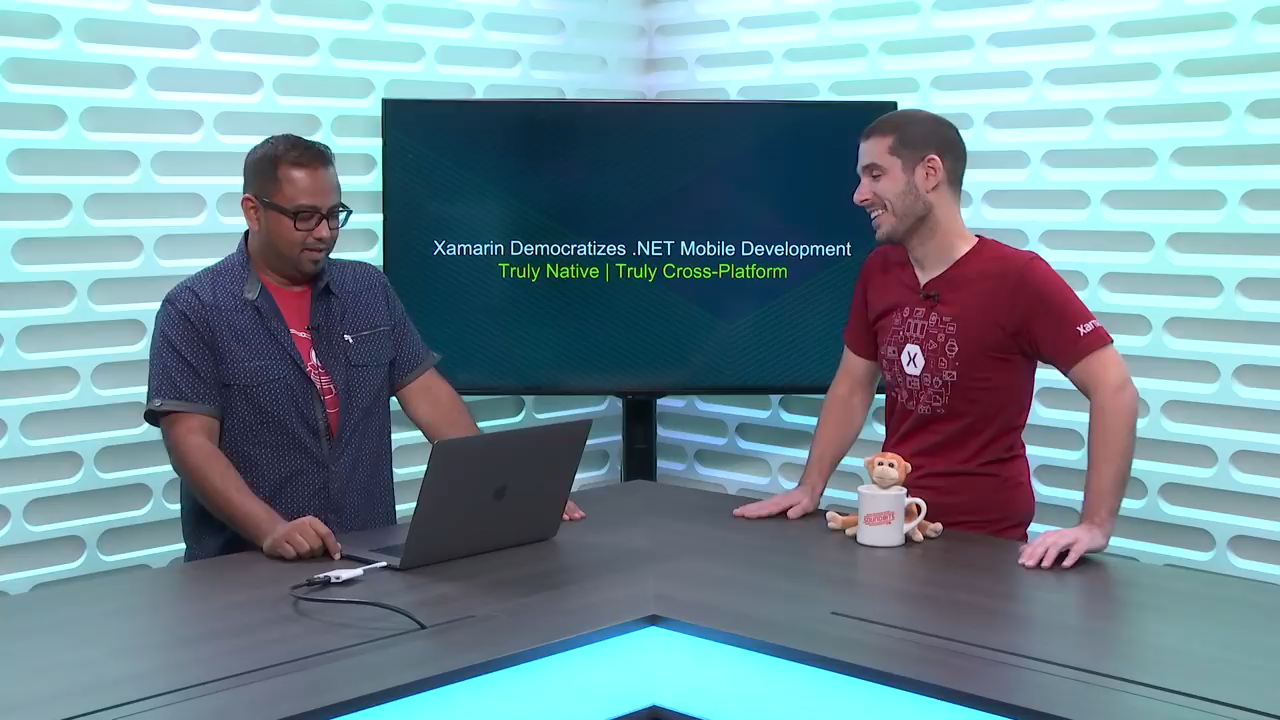 Xamarin Democratizes .NET Mobile Development
Truly Native | Truly Cross-Platform